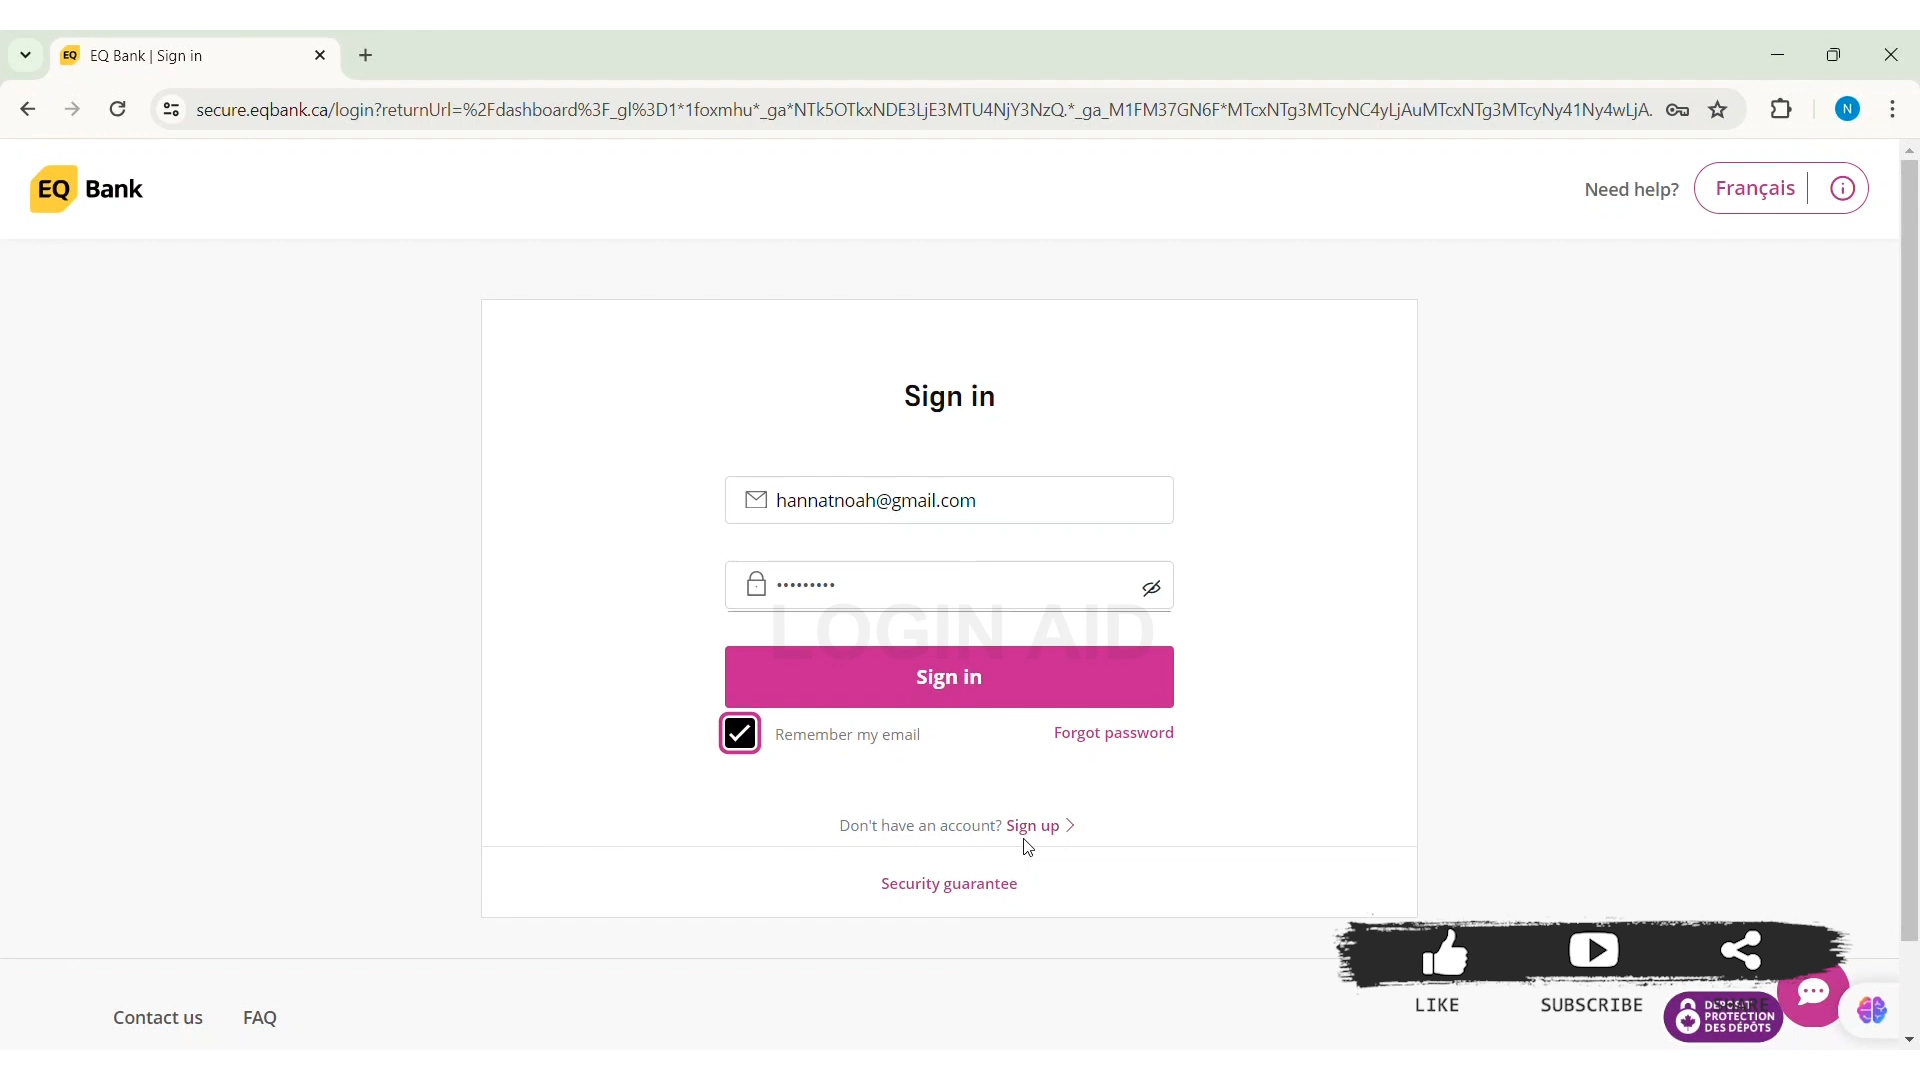 EQ EQ Bank | Sign in
secure.eqbank.ca/login?returnUrl=%2Fdashboard%3F_gl%3D1*1foxmhu*_ga*NTk5OTkxNDE3LjE3MTU4NjY3NzQ.*_ga_M1FM37GN6F*MTcxNTg3MTcyNC4yLjAuMTcxNTg3MTcyNy41Ny4wLjA.
N
EQ Bank
Need help?
Français
Sign in
hannatnoah@gmail.com
LOGIN AID
Sign in
Remember my email
Forgot password
Don't have an account? Sign up
Security guarantee
Contact us
FAQ
LIKE
SUBSCRIBE
SHARE
PROTECTION
DES DÉPÔTS